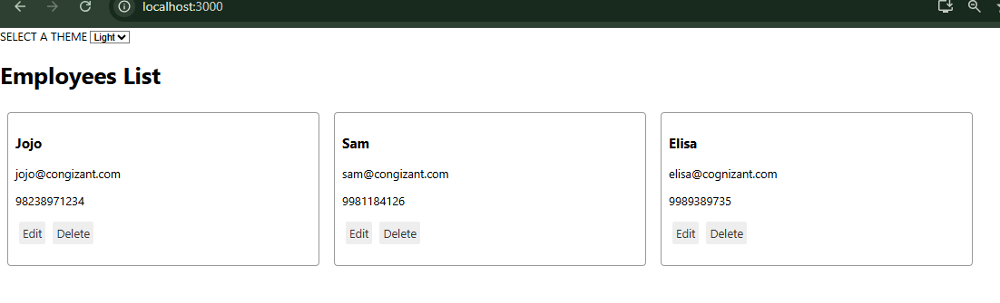 localhost:3000
SELECT A THEME Light
Employees List
Jojo
jojo@congizant.com
98238971234
Edit Delete
Sam
sam@congizant.com
9981184126
Edit Delete
Elisa
elisa@cognizant.com
9989389735
Edit Delete